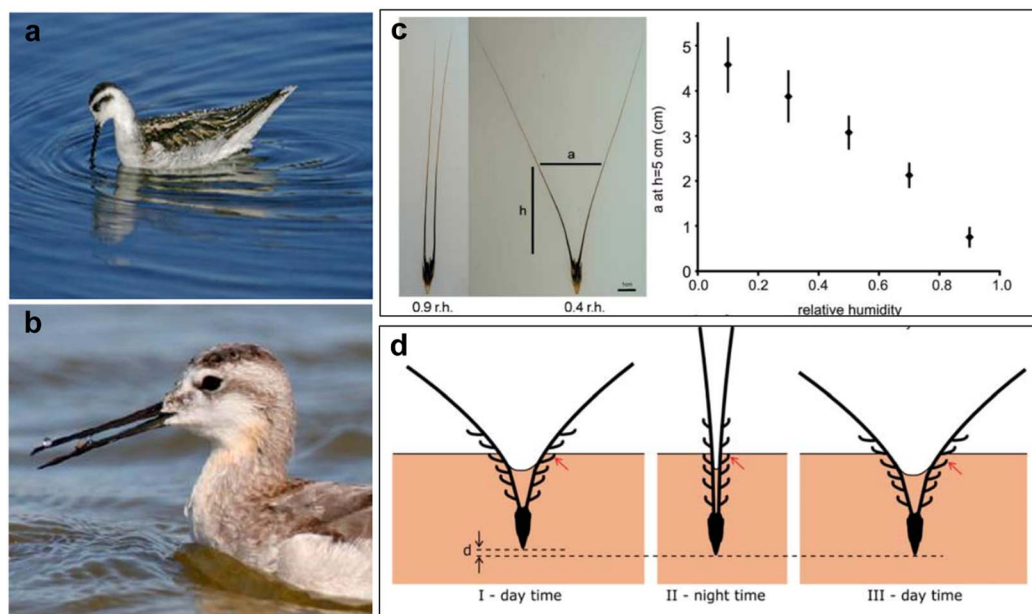 a
b
c
a
h
1cm
0.9 r.h.
0.4 r.h.
a at h=5 cm (cm)
5
4
3
2
1
0
0.0 0.2 0.4 0.6 0.8 1.0
relative humidity
d
d
I - day time
II - night time
III - day time